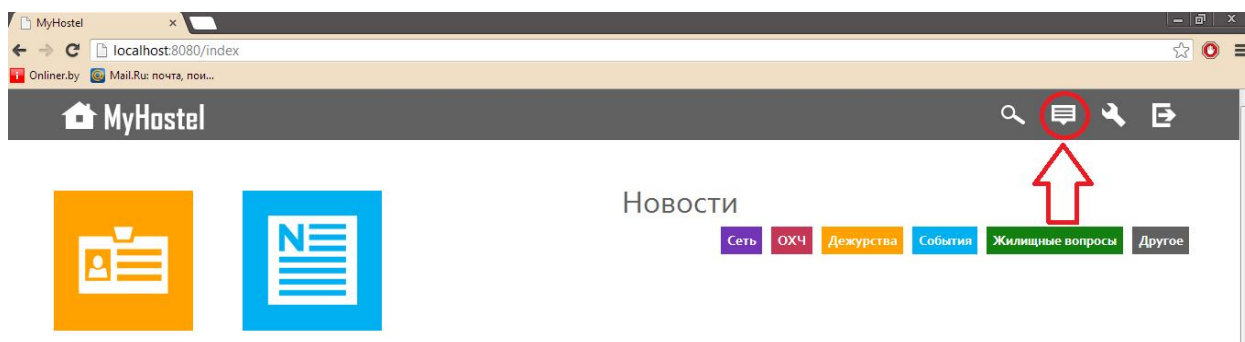 MyHostel
localhost:8080/index
Onliner.by Mail.Ru: почта, пои...
MyHostel
Новости
Сеть ОХЧ Дежурства События Жилищные вопросы Другое
N